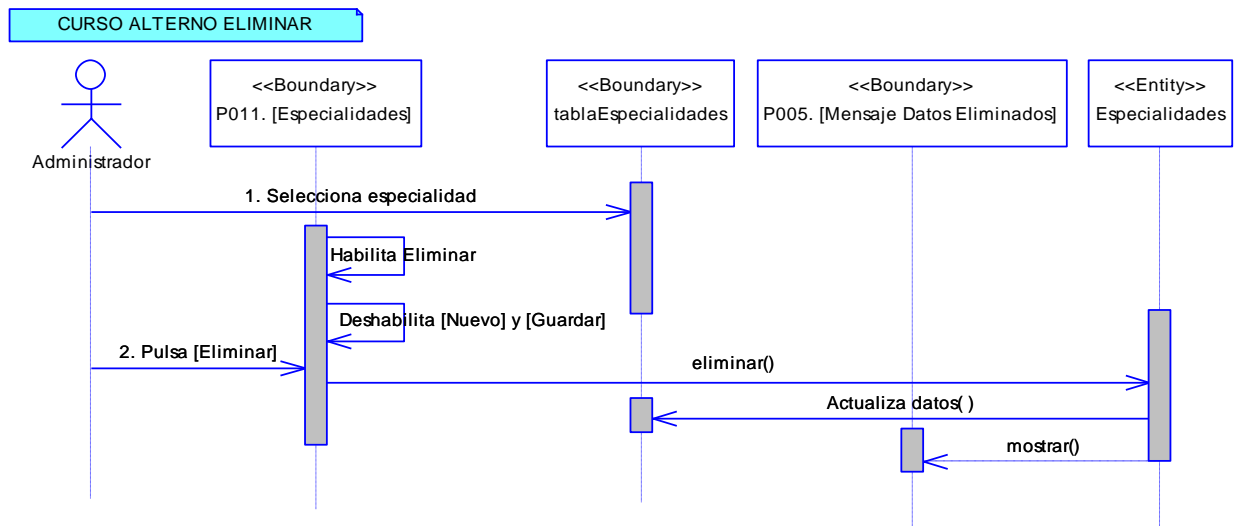 CURSO ALTERNO ELIMINAR
<<Boundary>>
P011. [Especialidades]
<<Boundary>>
tablaEspecialidades
<<Boundary>>
P005. [Mensaje Datos Eliminados]
<<Entity>>
Especialidades
Administrador
1. Selecciona especialidad
Habilita Eliminar
Deshabilita [Nuevo] y [Guardar]
2. Pulsa [Eliminar]
eliminar()
Actualiza datos( )
mostrar()